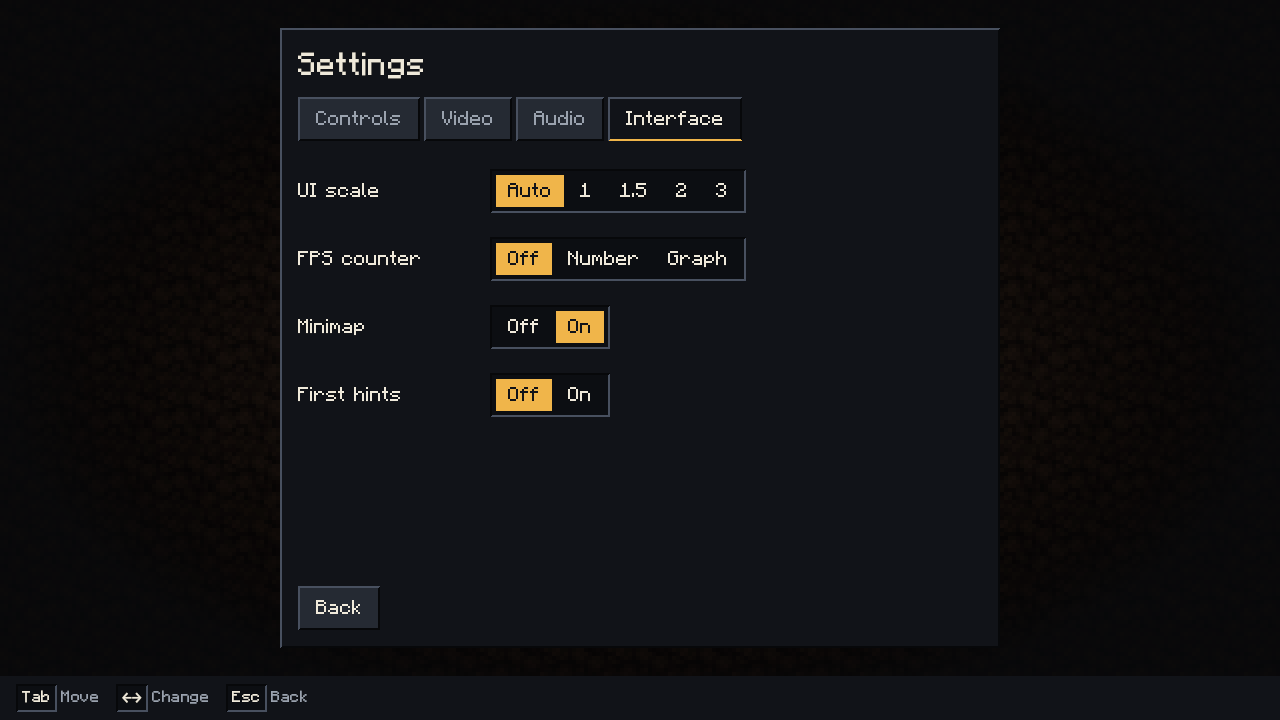 Settings
Controls Video Audio Interface
UI scale Auto 1 1.5 2 3
FPS counter Off Number Graph
Minimap Off On
First hints Off On
Back
Tab Move ↔ Change Esc Back